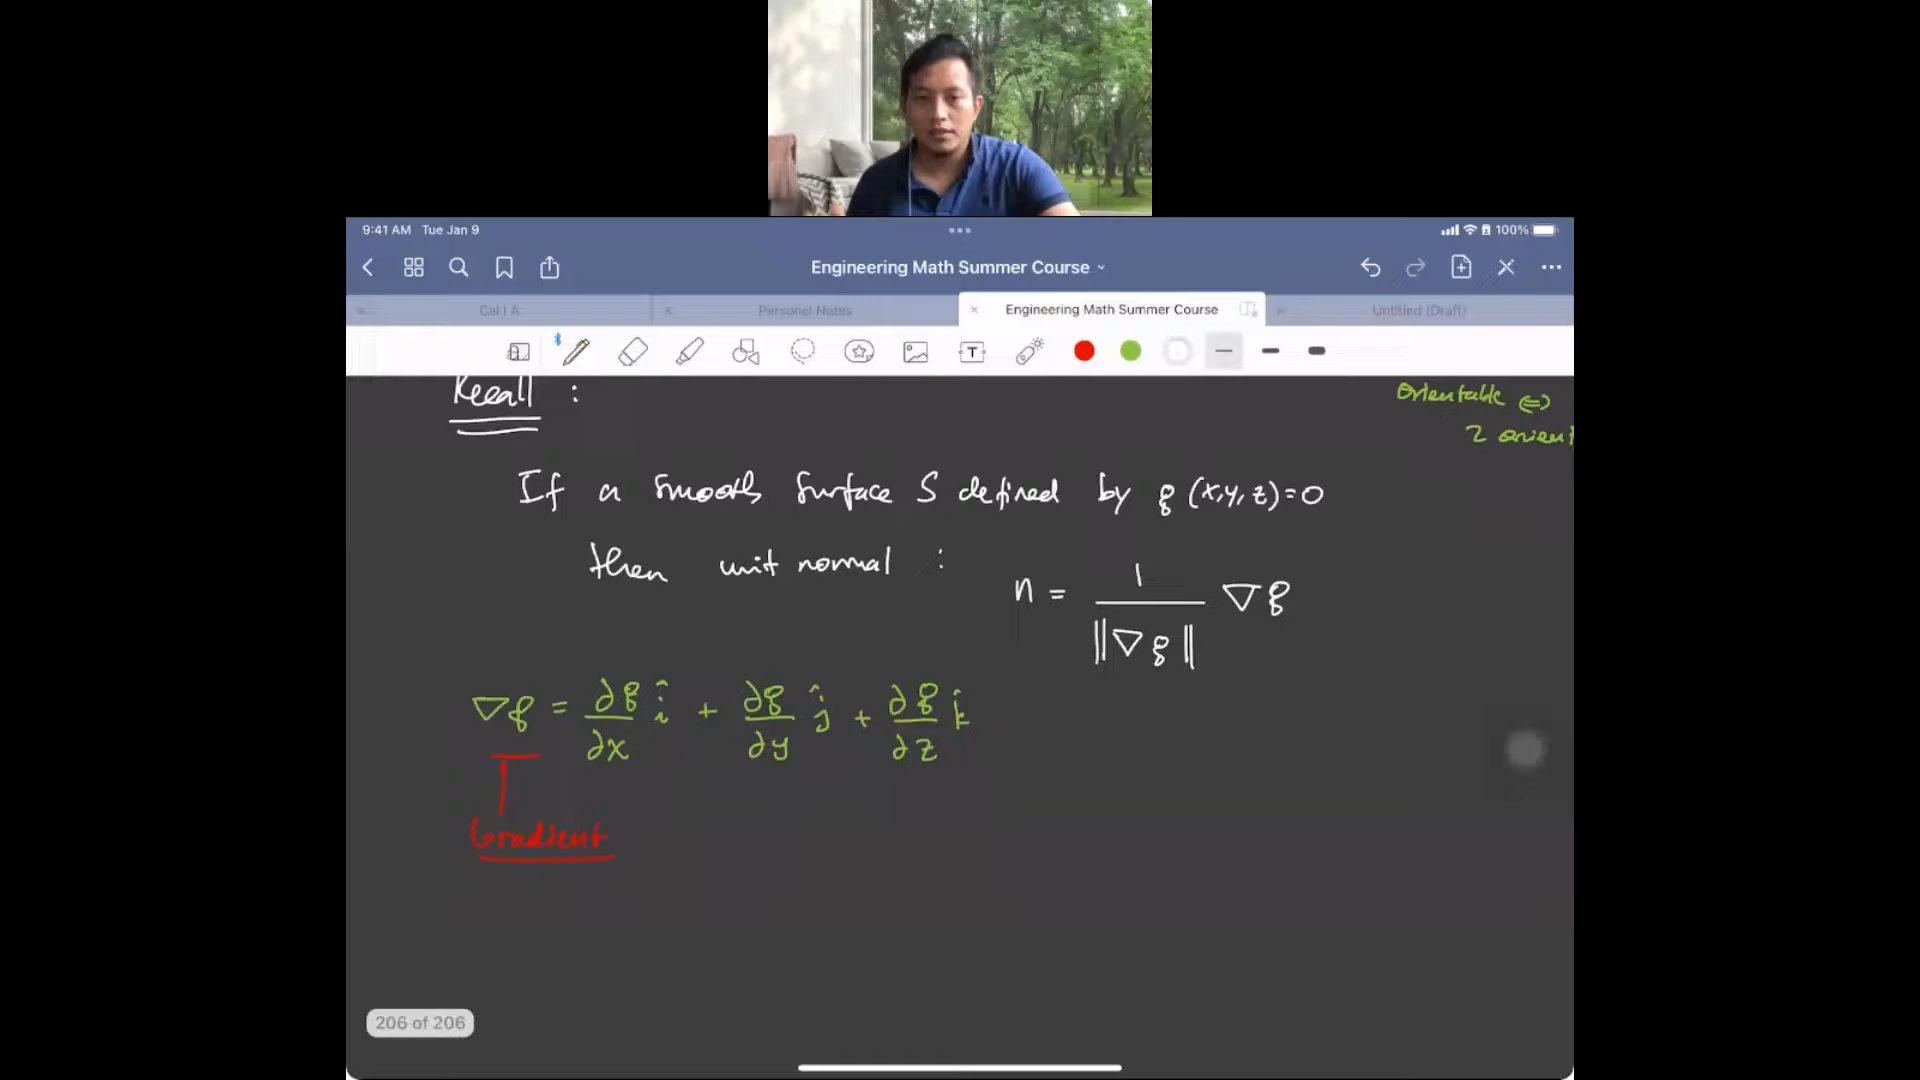 9:41 AM Tue Jan 9
100%
Engineering Math Summer Course
Cal I A
Personal Notes
Engineering Math Summer Course
Untitled (Draft)
T
Recall :
Orientable ⇔
2 orient
If a smooth surface S defined by g (x,y,z)=0
then unit normal :
n = 1 / ||∇g|| ∇g
∇g = ∂g/∂x î + ∂g/∂y ĵ + ∂g/∂z k̂
Gradient
206 of 206